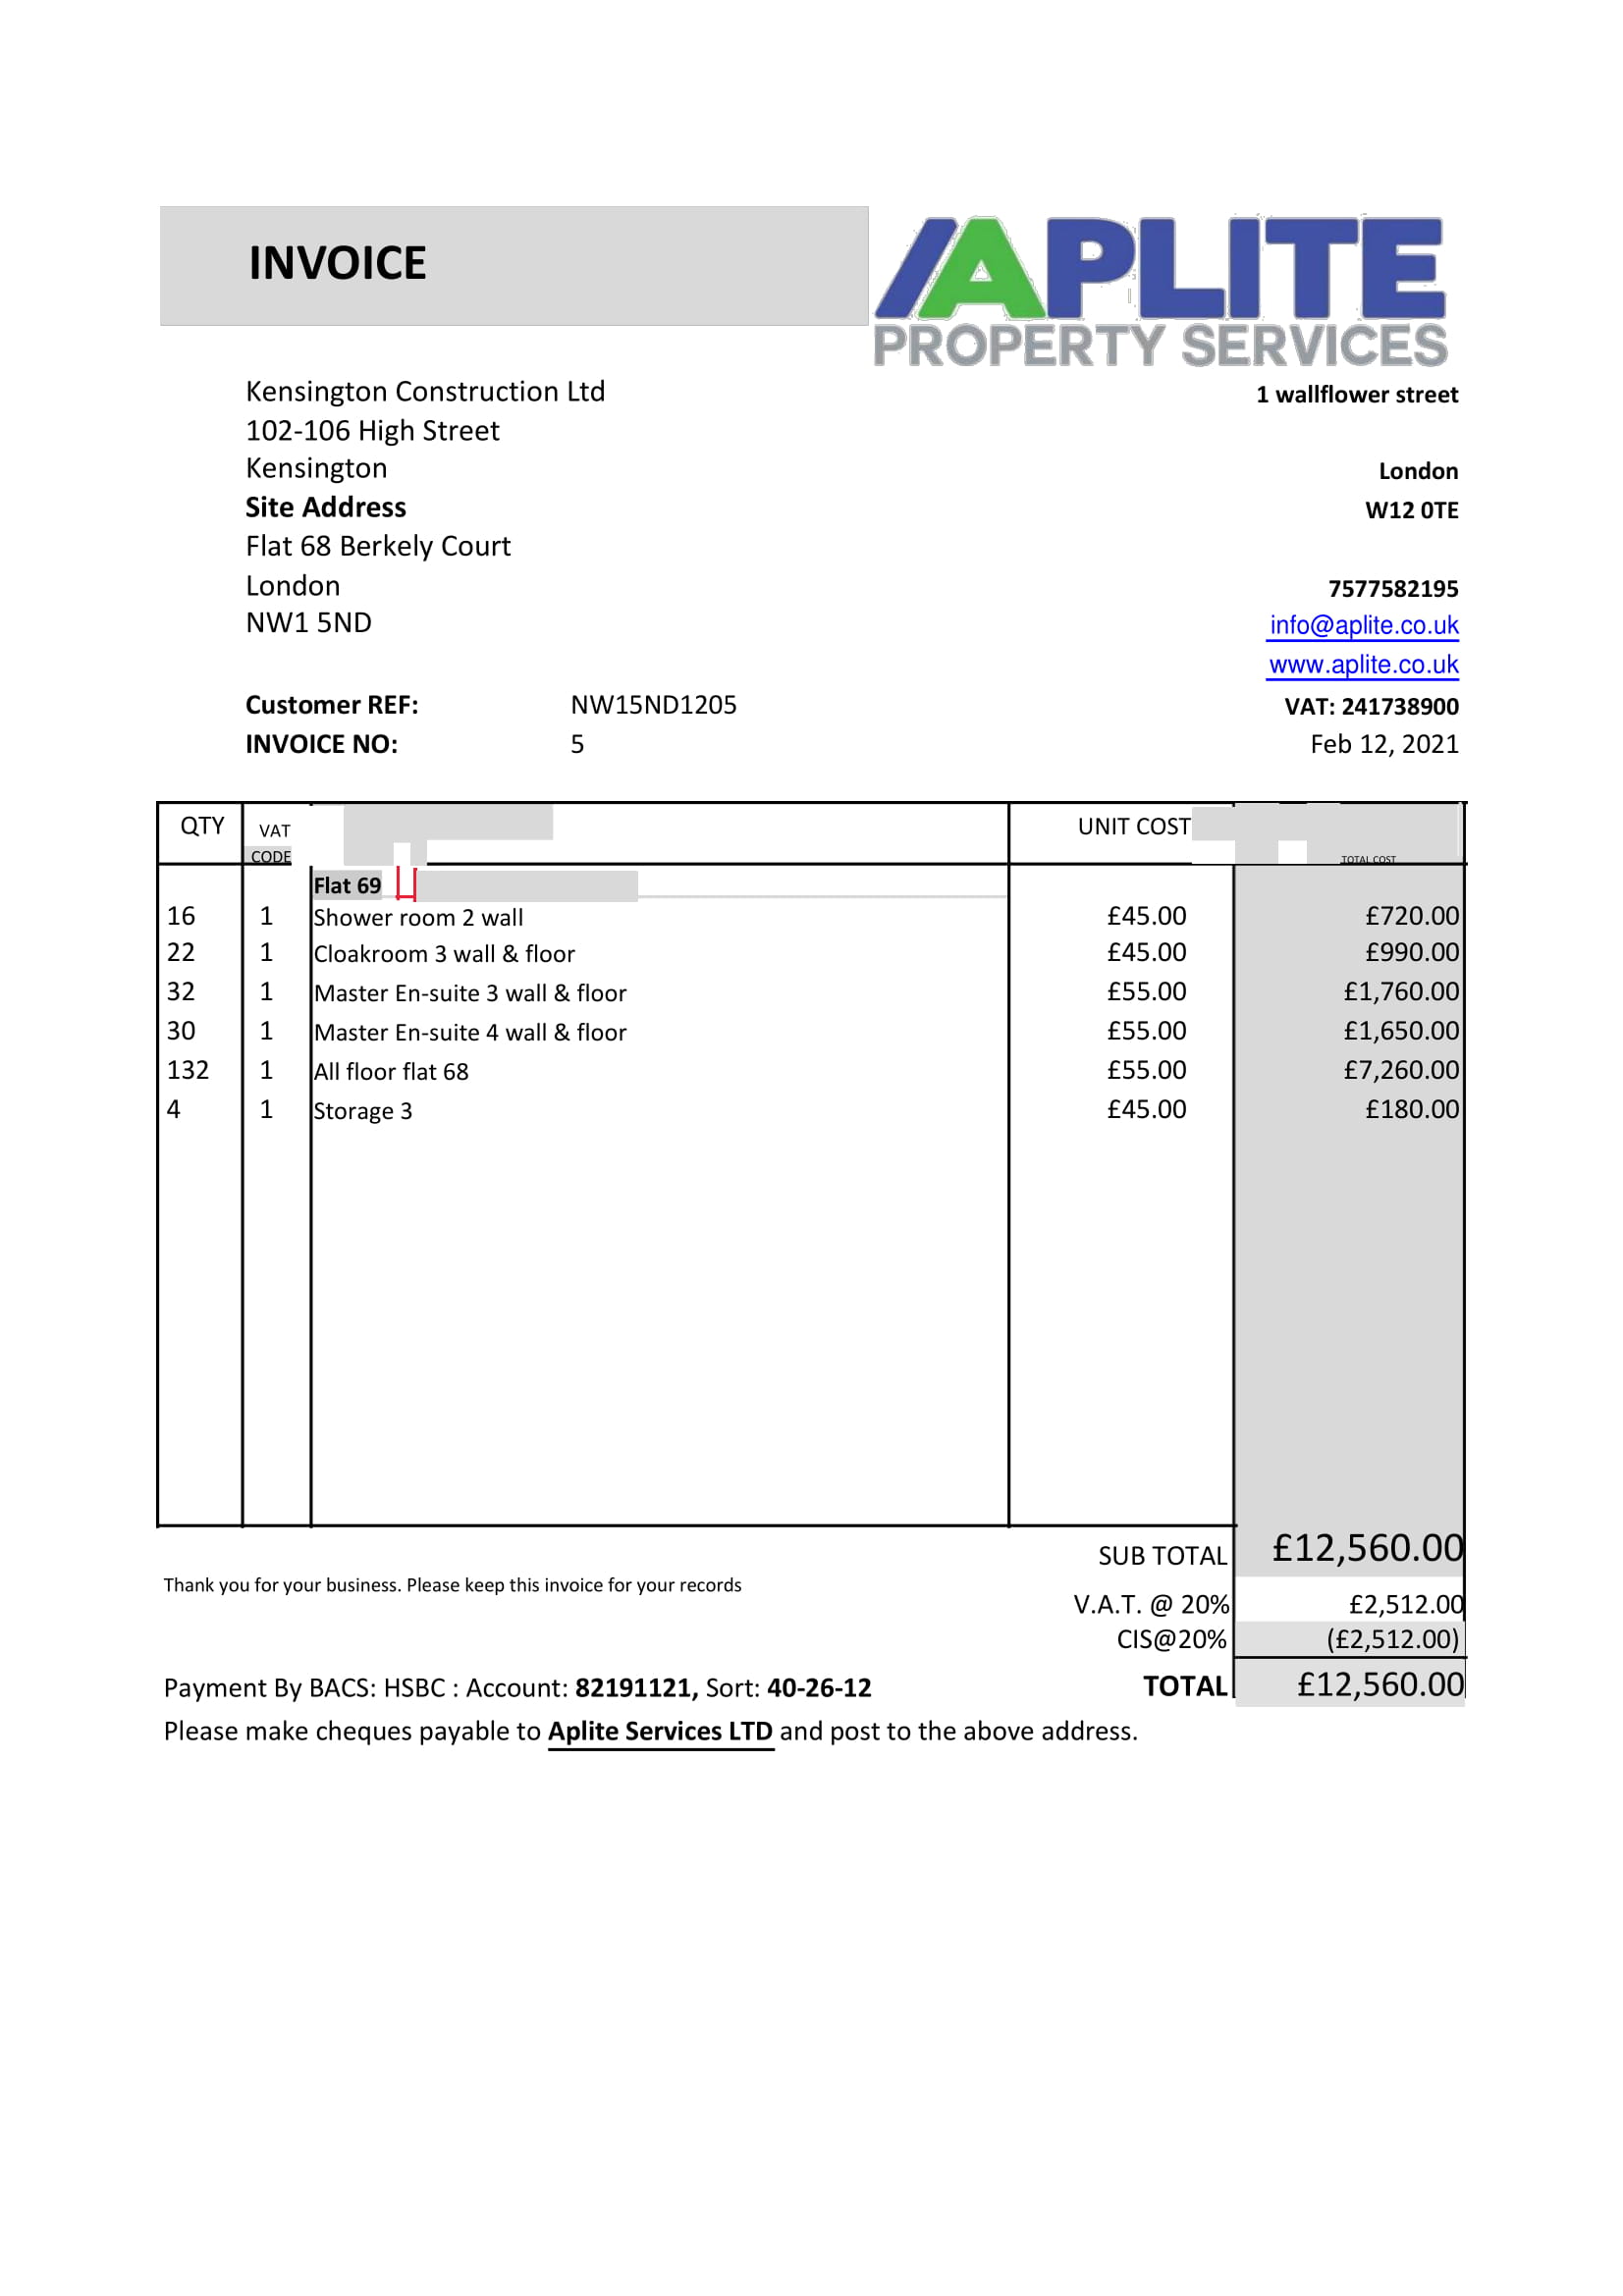 INVOICE
APLITE
PROPERTY SERVICES
Kensington Construction Ltd
1 wallflower street
102-106 High Street
Kensington
London
Site Address
W12 0TE
Flat 68 Berkely Court
London
7577582195
NW1 5ND
info@aplite.co.uk
www.aplite.co.uk
Customer REF: NW15ND1205
VAT: 241738900
INVOICE NO: 5
Feb 12, 2021
QTY VAT CODE UNIT COST TOTAL COST
Flat 69
16 1 Shower room 2 wall £45.00 £720.00
22 1 Cloakroom 3 wall & floor £45.00 £990.00
32 1 Master En-suite 3 wall & floor £55.00 £1,760.00
30 1 Master En-suite 4 wall & floor £55.00 £1,650.00
132 1 All floor flat 68 £55.00 £7,260.00
4 1 Storage 3 £45.00 £180.00
SUB TOTAL £12,560.00
Thank you for your business. Please keep this invoice for your records
V.A.T. @ 20% £2,512.00
CIS@20% (£2,512.00)
Payment By BACS: HSBC : Account: 82191121, Sort: 40-26-12
TOTAL £12,560.00
Please make cheques payable to Aplite Services LTD and post to the above address.